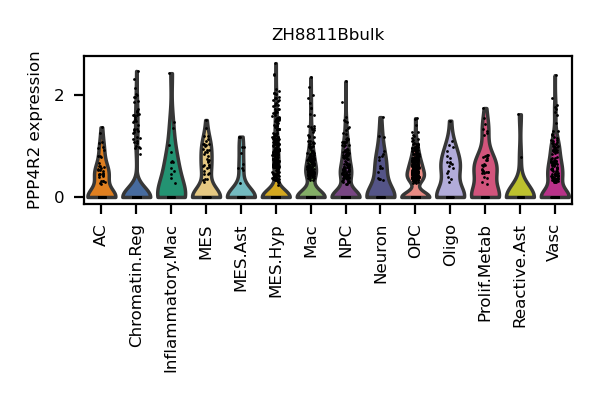 ZH8811Bbulk
PPP4R2 expression
2
0
AC
Chromatin.Reg
Inflammatory.Mac
MES
MES.Ast
MES.Hyp
Mac
NPC
Neuron
OPC
Oligo
Prolif.Metab
Reactive.Ast
Vasc